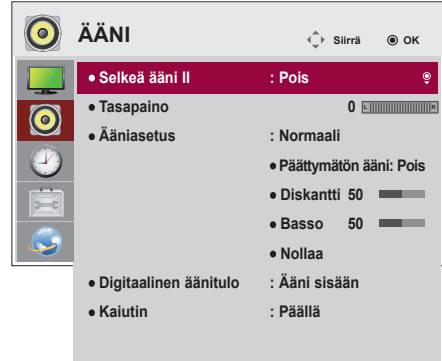 ÄÄNI Siirrä OK
● Selkeä ääni II : Pois
● Tasapaino 0 L R
● Ääniasetus : Normaali
● Päättymätön ääni: Pois
● Diskantti 50
● Basso 50
● Nollaa
● Digitaalinen äänitulo : Ääni sisään
● Kaiutin : Päällä